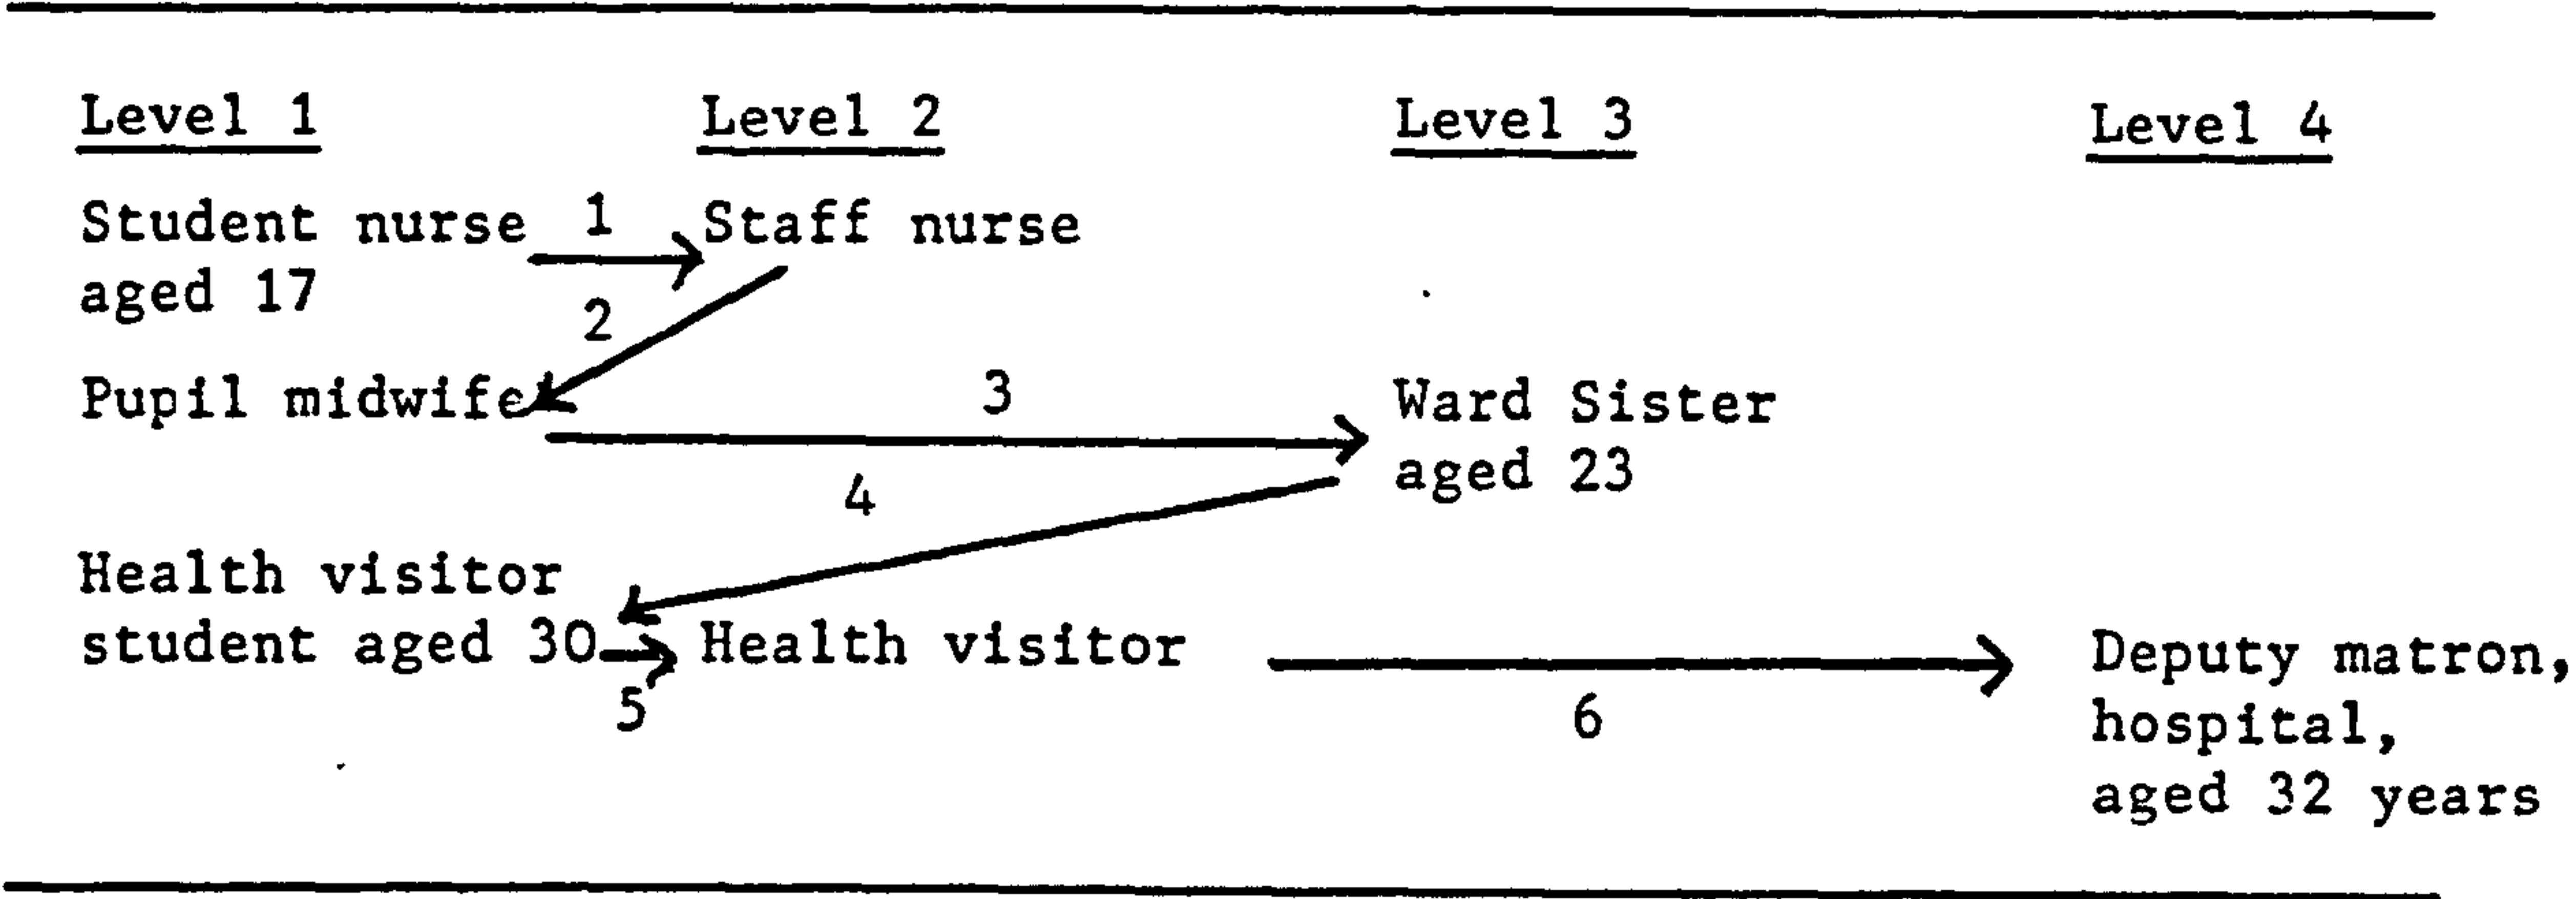 Level 1 Level 2 Level 3 Level 4
Student nurse 1 Staff nurse
aged 17
2
Pupil midwife 3 Ward Sister
4 aged 23
Health visitor
student aged 30 Health visitor Deputy matron,
5 6 hospital,
aged 32 years